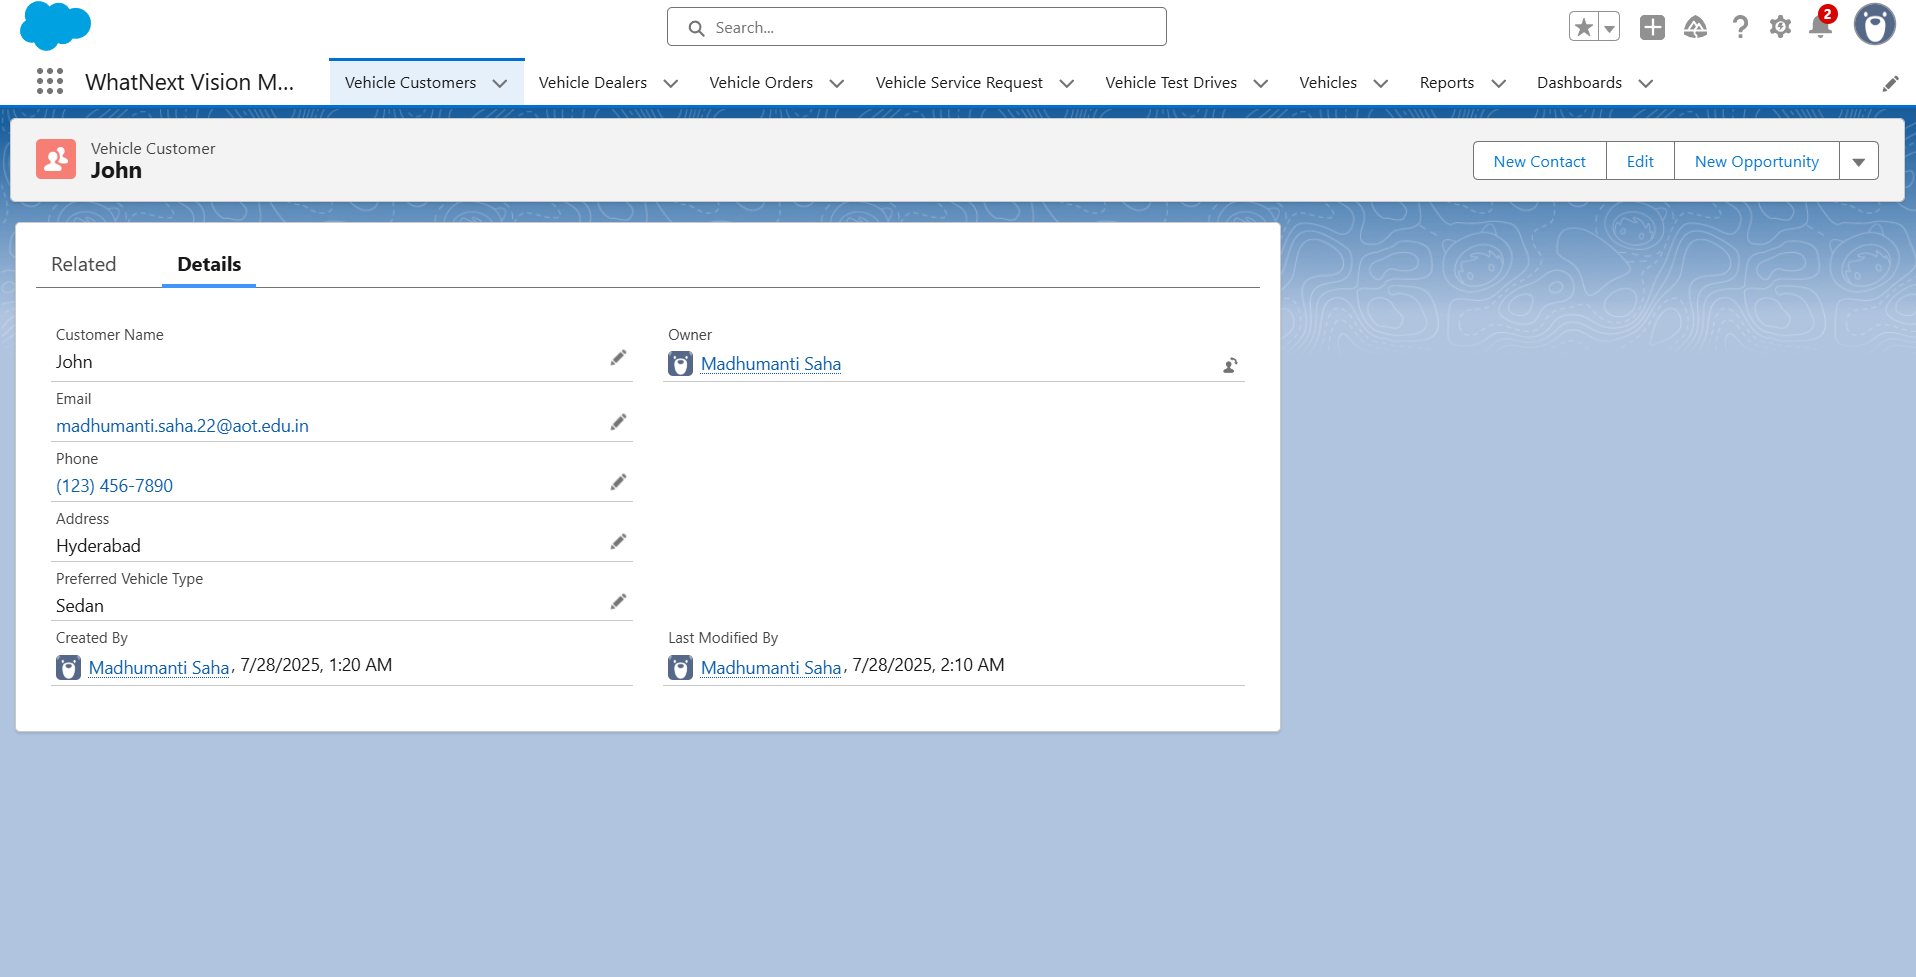 Search...
2
WhatNext Vision M...
Vehicle Customers
Vehicle Dealers
Vehicle Orders
Vehicle Service Request
Vehicle Test Drives
Vehicles
Reports
Dashboards
Vehicle Customer
John
New Contact
Edit
New Opportunity
Related
Details
Customer Name
John
Owner
Madhumanti Saha
Email
madhumanti.saha.22@aot.edu.in
Phone
(123) 456-7890
Address
Hyderabad
Preferred Vehicle Type
Sedan
Created By
Madhumanti Saha, 7/28/2025, 1:20 AM
Last Modified By
Madhumanti Saha, 7/28/2025, 2:10 AM